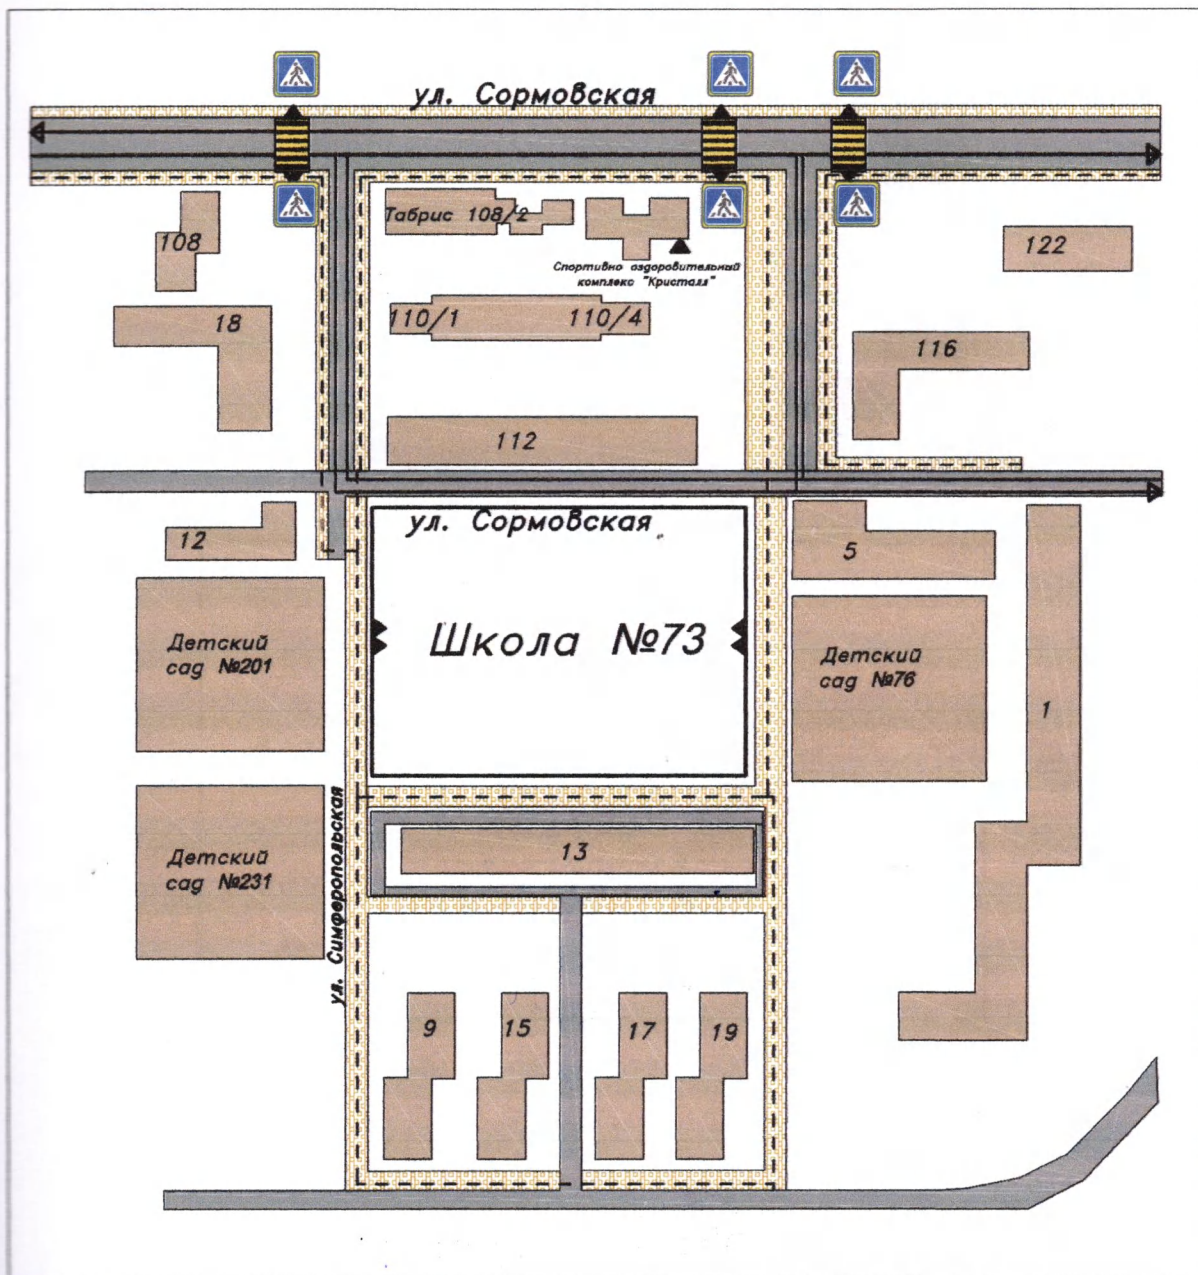 ул. Сормовская
Табрис 108/2
108
122
Спортивно оздоровительный
комплекс "Кристалл"
18
110/1
110/4
116
112
ул. Сормовская
12
5
Детский
сад №201
Школа №73
Детский
сад №76
1
ул. Симферопольская
Детский
сад №231
13
9
15
17
19